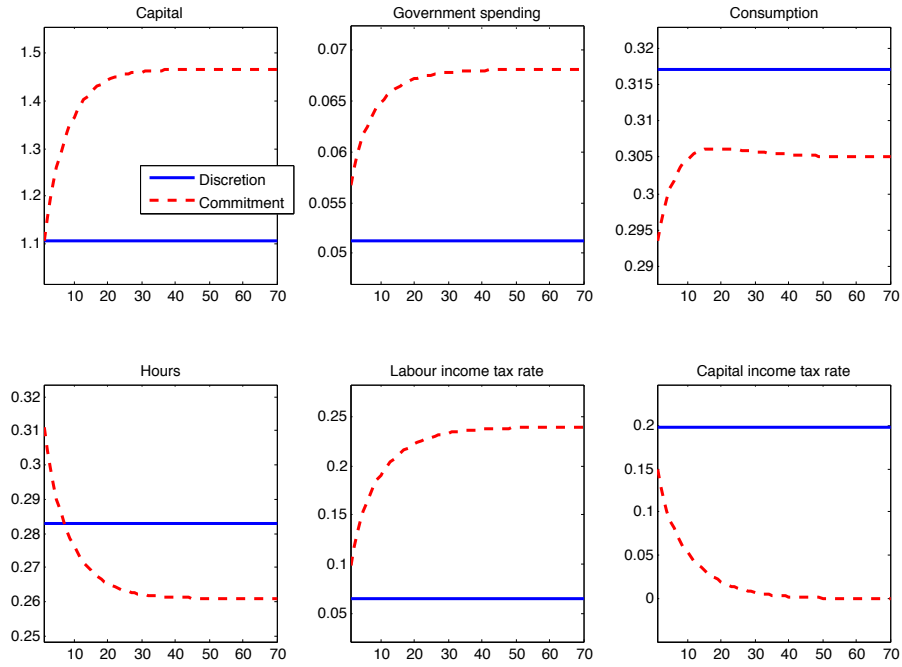 Capital
1.5
1.4
1.3
1.2
1.1
10 20 30 40 50 60 70
Discretion
Commitment
Government spending
0.07
0.065
0.06
0.055
0.05
10 20 30 40 50 60 70
Consumption
0.32
0.315
0.31
0.305
0.3
0.295
0.29
10 20 30 40 50 60 70
Hours
0.32
0.31
0.3
0.29
0.28
0.27
0.26
0.25
10 20 30 40 50 60 70
Labour income tax rate
0.25
0.2
0.15
0.1
0.05
10 20 30 40 50 60 70
Capital income tax rate
0.2
0.15
0.1
0.05
0
10 20 30 40 50 60 70